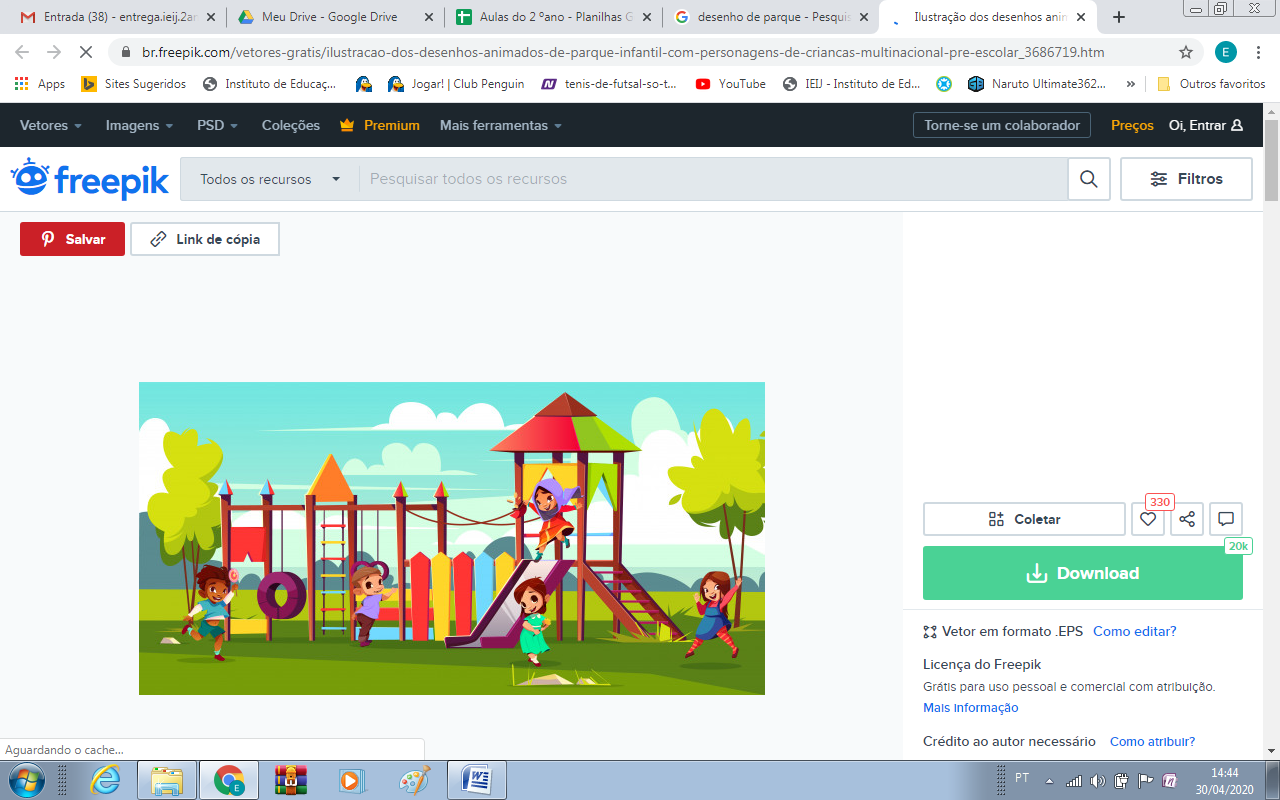 Entrada (38) - entrega.ieij.2ar
Meu Drive - Google Drive
Aulas do 2 ºano - Planilhas G
desenho de parque - Pesquis
Ilustração dos desenhos anim
br.freepik.com/vetores-gratis/ilustracao-dos-desenhos-animados-de-parque-infantil-com-personagens-de-criancas-multinacional-pre-escolar_3686719.htm
E
Apps
Sites Sugeridos
Instituto de Educaç...
Jogar! | Club Penguin
tenis-de-futsal-so-t...
YouTube
IEIJ - Instituto de Ed...
Naruto Ultimate362...
»
Outros favoritos
Vetores
Imagens
PSD
Coleções
Premium
Mais ferramentas
Torne-se um colaborador
Preços
Oi, Entrar
freepik
Todos os recursos
Pesquisar todos os recursos
Filtros
Salvar
Link de cópia
330
Coletar
20k
Download
Vetor em formato .EPS Como editar?
Licença do Freepik
Grátis para uso pessoal e comercial com atribuição.
Mais informação
Crédito ao autor necessário Como atribuir?
Aguardando o cache...
PT
14:44
30/04/2020